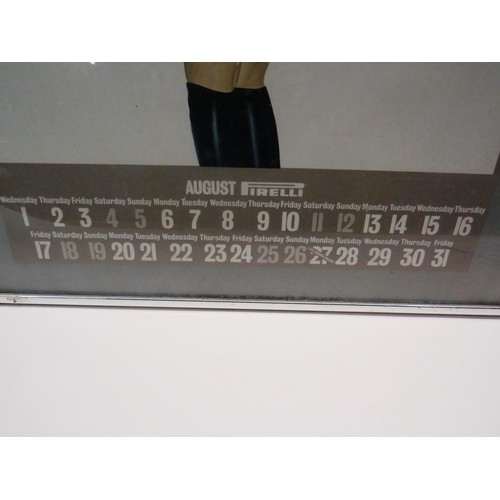 AUGUST PIRELLI
Wednesday Thursday Friday Saturday Sunday Monday Tuesday Wednesday Thursday Friday Saturday Sunday Monday Tuesday Wednesday Thursday
1 2 3 4 5 6 7 8 9 10 11 12 13 14 15 16
Friday Saturday Sunday Monday Tuesday Wednesday Thursday Friday Saturday Sunday Monday Tuesday Wednesday Thursday Friday
17 18 19 20 21 22 23 24 25 26 27 28 29 30 31